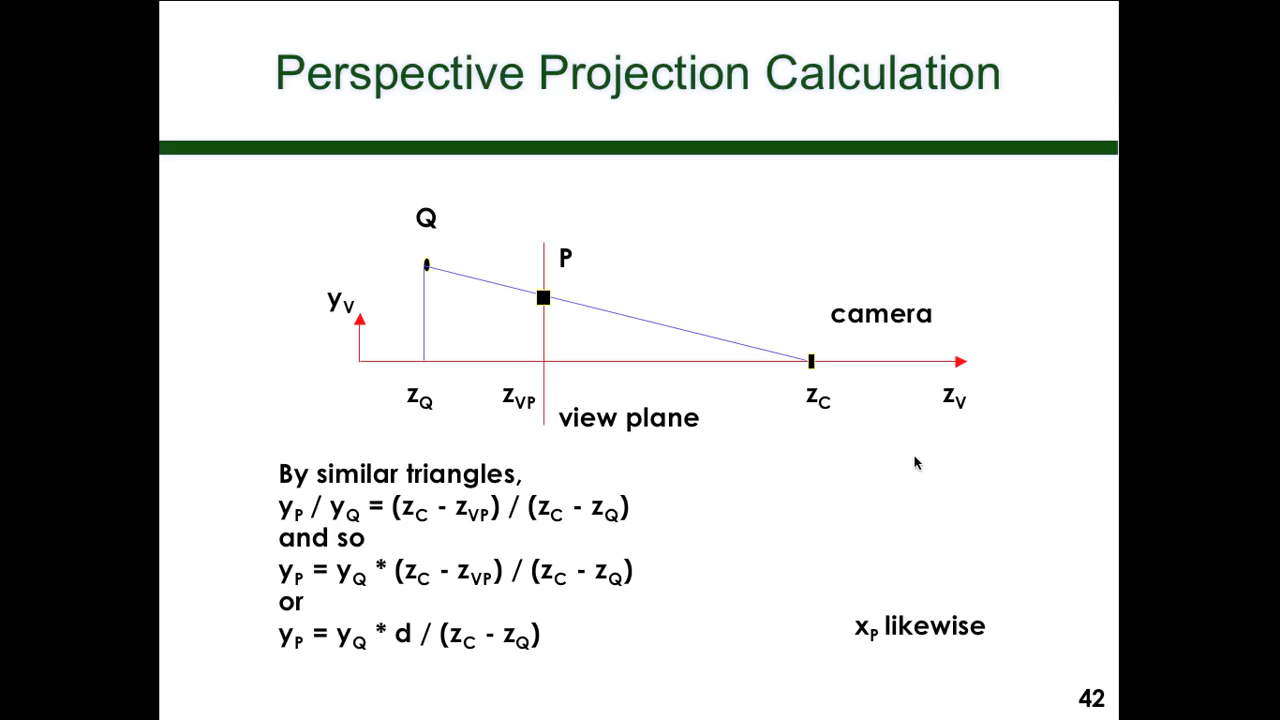 Perspective Projection Calculation
Q
P
yV
camera
zQ
zVP
zC
zV
view plane
By similar triangles,
yP / yQ = (zC - zVP) / (zC - zQ)
and so
yP = yQ * (zC - zVP) / (zC - zQ)
or
yP = yQ * d / (zC - zQ)
xP likewise
42